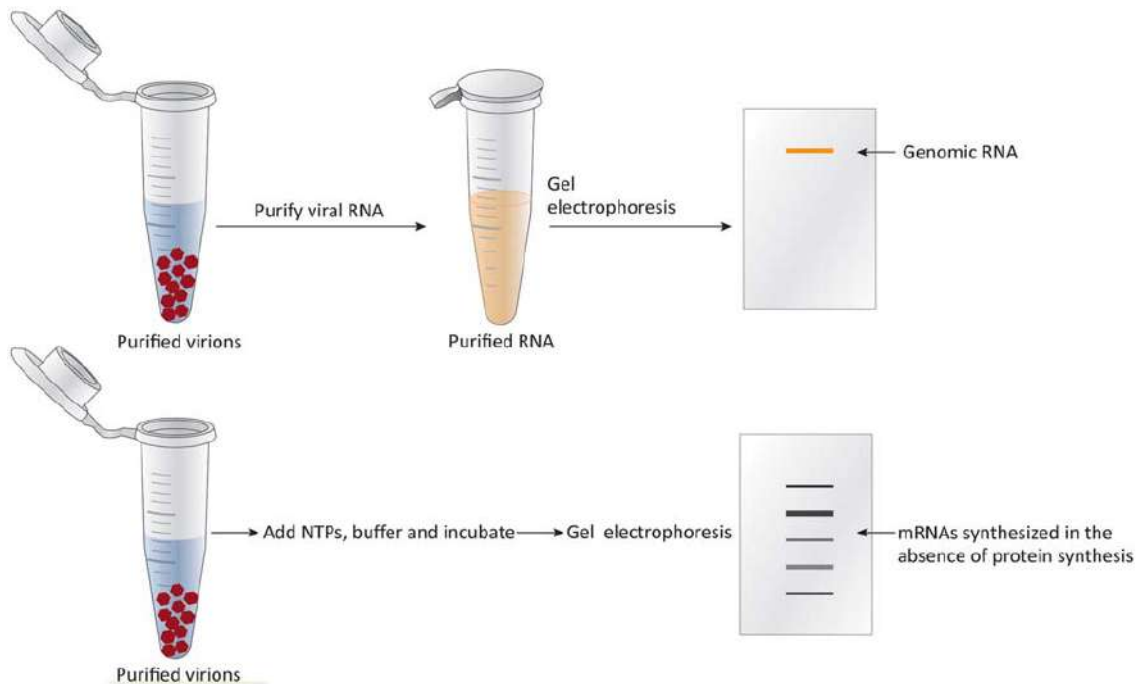 Purify viral RNA
Gel
electrophoresis
Genomic RNA
Purified virions
Purified RNA
Add NTPs, buffer and incubate
Gel electrophoresis
mRNAs synthesized in the
absence of protein synthesis
Purified virions